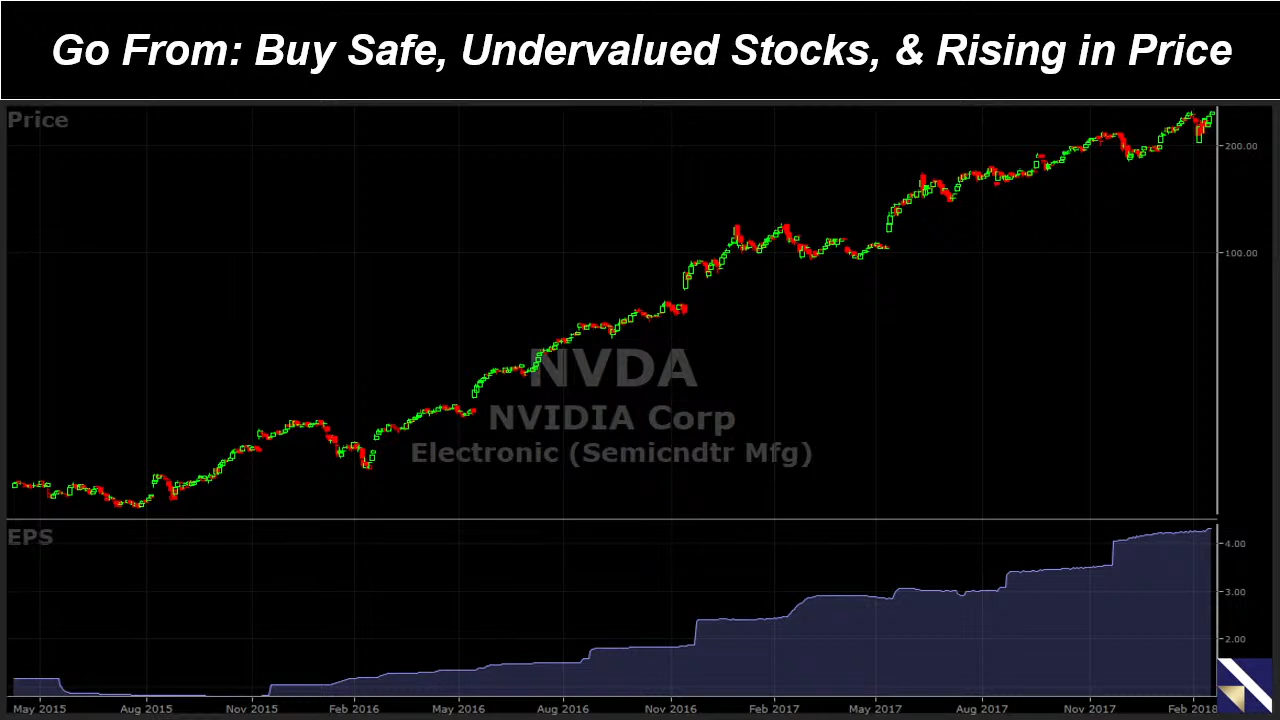 Go From: Buy Safe, Undervalued Stocks, & Rising in Price
Price
200.00
100.00
NVDA
NVIDIA Corp
Electronic (Semicndtr Mfg)
EPS
4.00
3.00
2.00
May 2015 Aug 2015 Nov 2015 Feb 2016 May 2016 Aug 2016 Nov 2016 Feb 2017 May 2017 Aug 2017 Nov 2017 Feb 2018